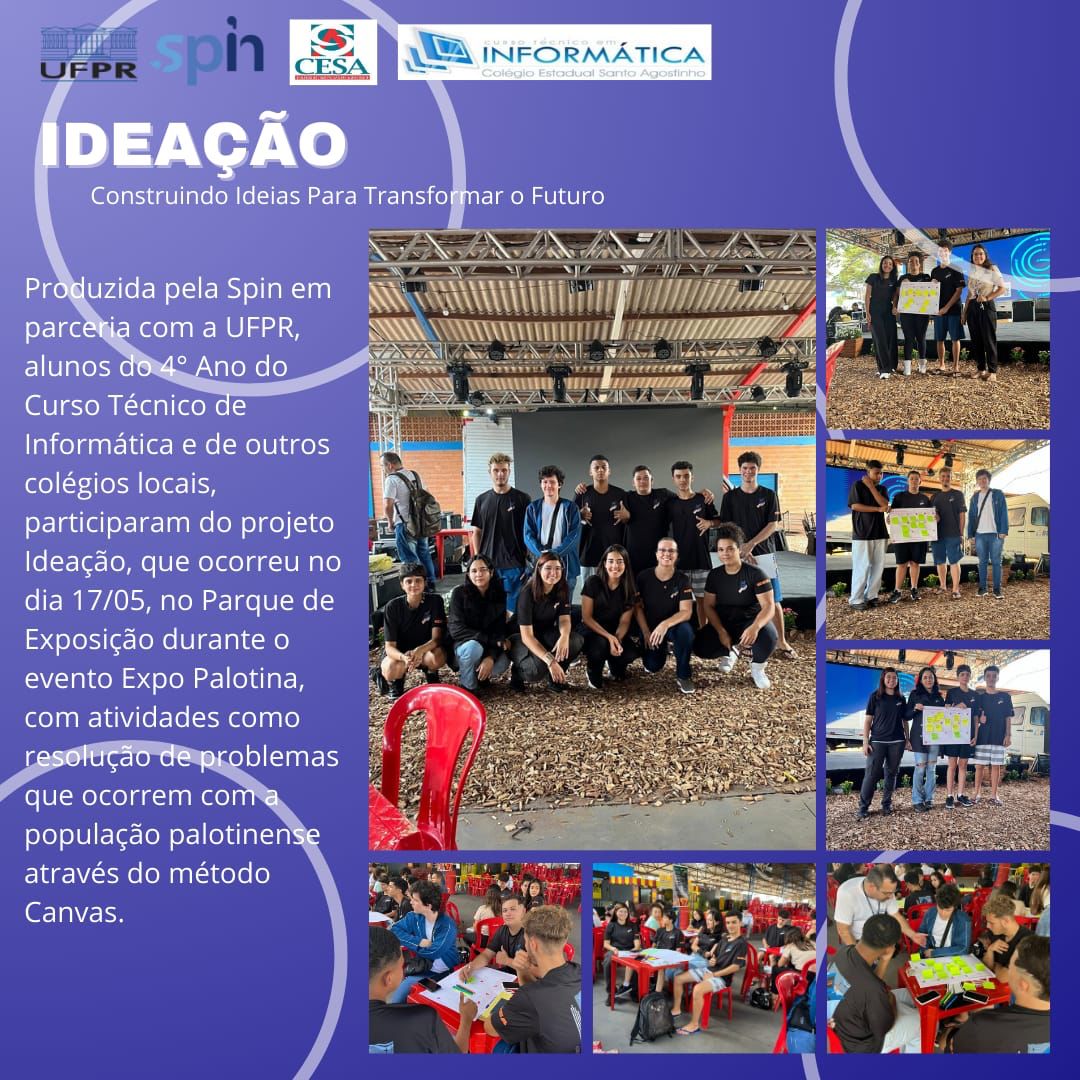 UFPR
spin
CESA
curso técnico em
INFORMÁTICA
Colégio Estadual Santo Agostinho
IDEAÇÃO
Construindo Ideias Para Transformar o Futuro
Produzida pela Spin em
parceria com a UFPR,
alunos do 4° Ano do
Curso Técnico de
Informática e de outros
colégios locais,
participaram do projeto
Ideação, que ocorreu no
dia 17/05, no Parque de
Exposição durante o
evento Expo Palotina,
com atividades como
resolução de problemas
que ocorrem com a
população palotinense
através do método
Canvas.